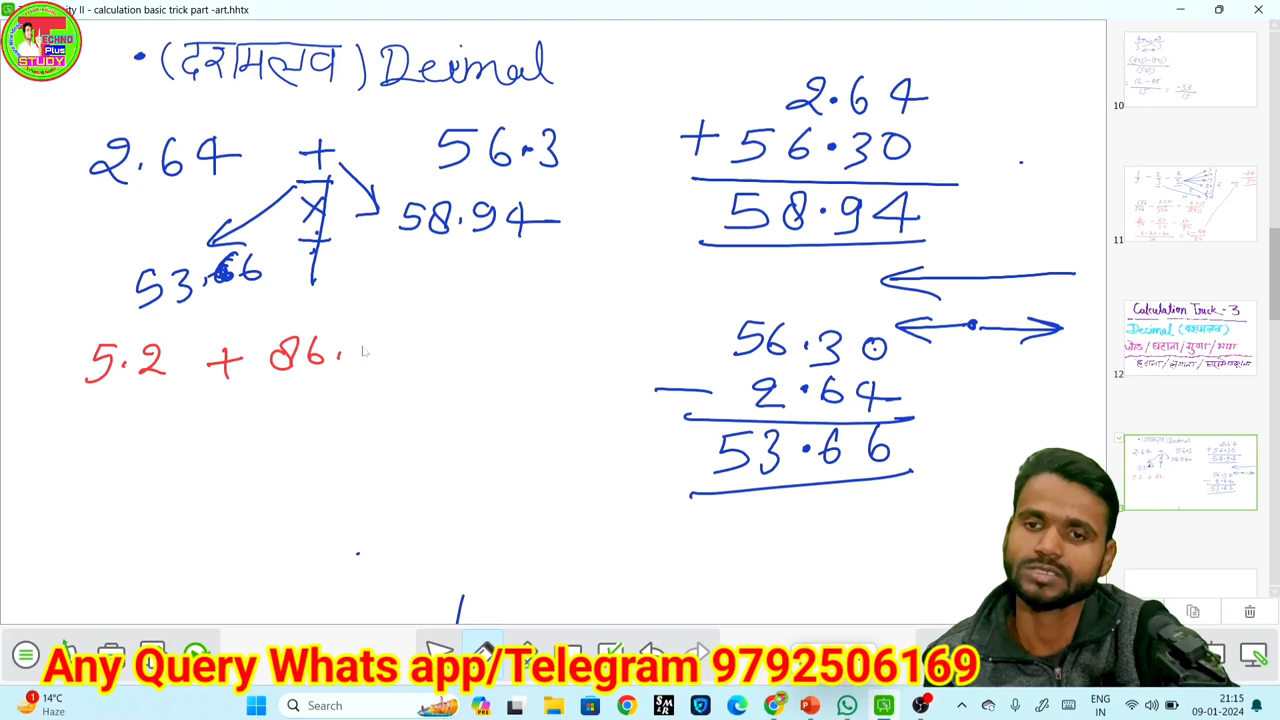 ity II - calculation basic trick part -art.hhtx
TECHNO
Plus
STUDY
• (दशमलव) Decimal
2.64 + 56.3
×
÷
58.94
53.66
5.2 + 86.
2.64
+ 56.30
58.94
56.30
- 2.64
53.66
10
11
Calculation Truck - 3
Decimal (दशमलव)
जोड़/घटाना/गुणा/भाग
12
Any Query Whats app/Telegram 9792506169
1
14°C
Haze
Search
ENG
IN
21:15
09-01-2024